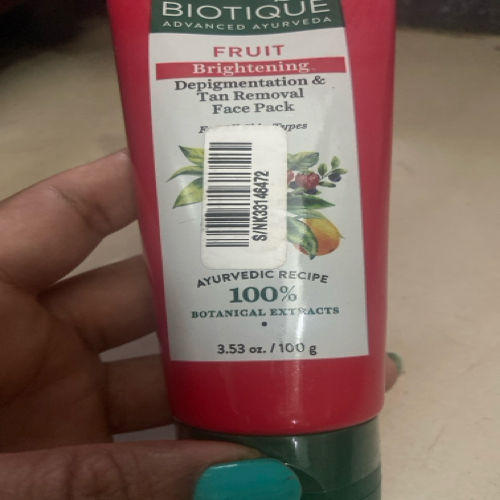 BIOTIQUE
ADVANCED AYURVEDA
FRUIT
Brightening
Depigmentation &
Tan Removal
Face Pack
Types
S/NK33146472
AYURVEDIC RECIPE
100%
BOTANICAL EXTRACTS
3.53 oz. / 100 g